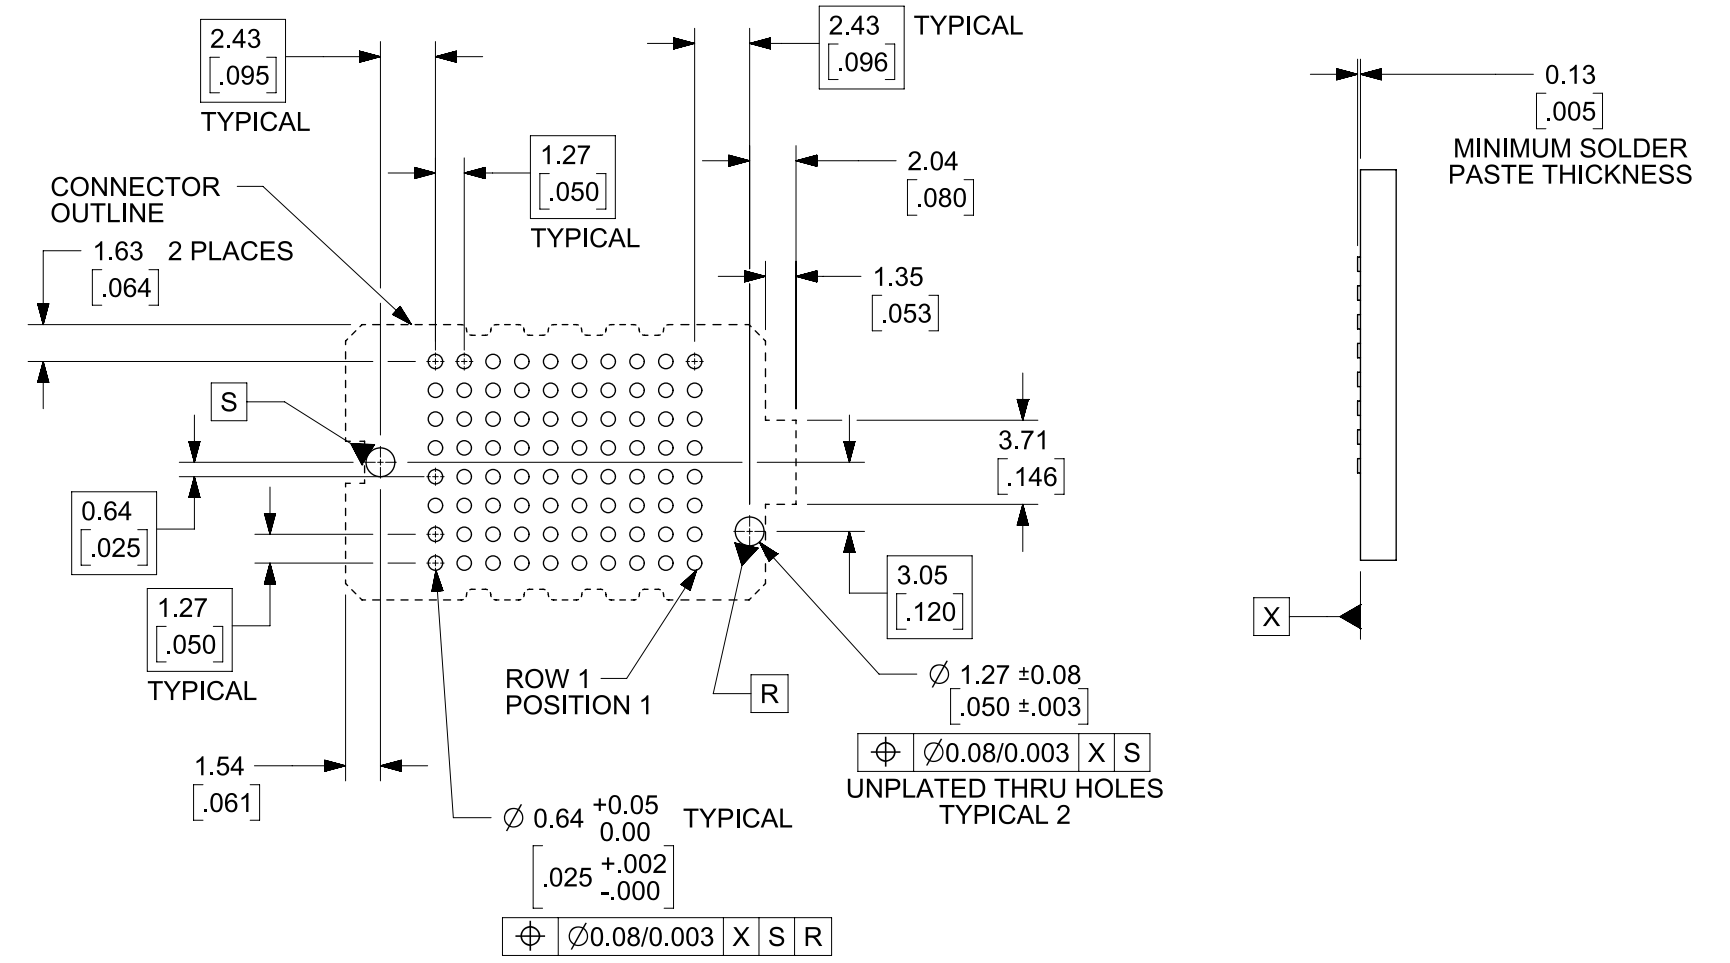 2.43
[.095]
TYPICAL
2.43 TYPICAL
[.096]
0.13
[.005]
MINIMUM SOLDER
PASTE THICKNESS
1.27
[.050]
TYPICAL
2.04
[.080]
CONNECTOR
OUTLINE
1.63 2 PLACES
[.064]
1.35
[.053]
S
3.71
[.146]
0.64
[.025]
3.05
[.120]
1.27
[.050]
TYPICAL
X
ROW 1
POSITION 1
R
∅ 1.27 ±0.08
[.050 ±.003]
⌖ ∅0.08/0.003 X S
UNPLATED THRU HOLES
TYPICAL 2
1.54
[.061]
∅ 0.64 +0.05 TYPICAL
0.00
[.025 +.002
-.000]
⌖ ∅0.08/0.003 X S R